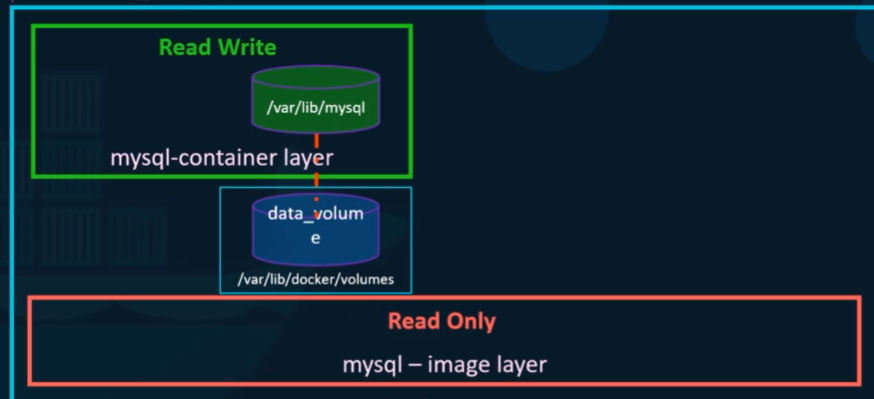 Read Write
/var/lib/mysql
mysql-container layer
data_volum
e
/var/lib/docker/volumes
Read Only
mysql – image layer